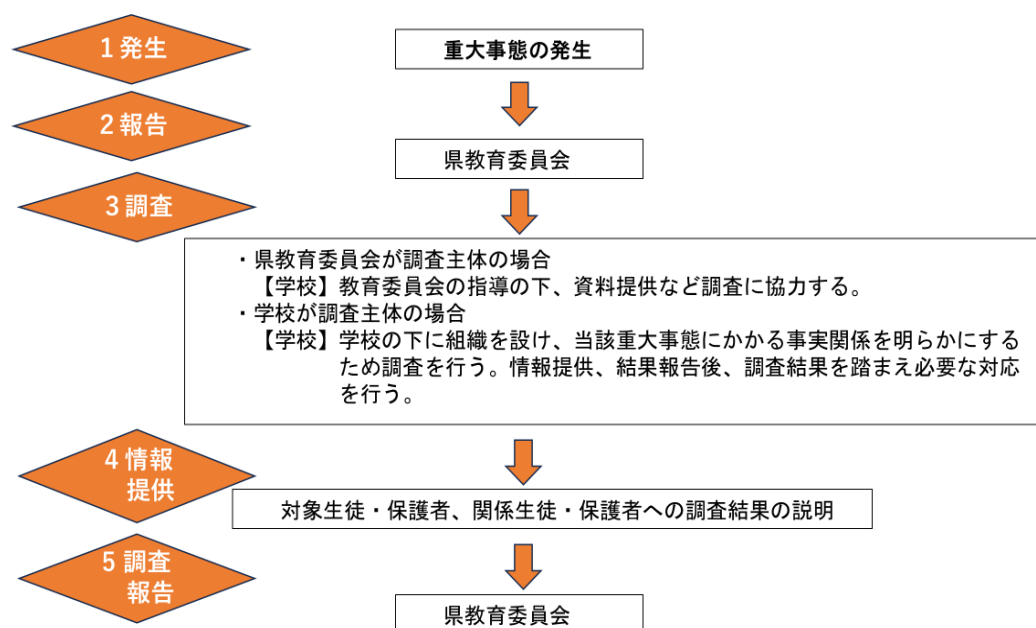 1発生
重大事態の発生
2報告
県教育委員会
3調査
・県教育委員会が調査主体の場合
【学校】教育委員会の指導の下、資料提供など調査に協力する。
・学校が調査主体の場合
【学校】学校の下に組織を設け、当該重大事態にかかる事実関係を明らかにする
ため調査を行う。情報提供、結果報告後、調査結果を踏まえ必要な対応
を行う。
4情報
提供
対象生徒・保護者、関係生徒・保護者への調査結果の説明
5調査
報告
県教育委員会